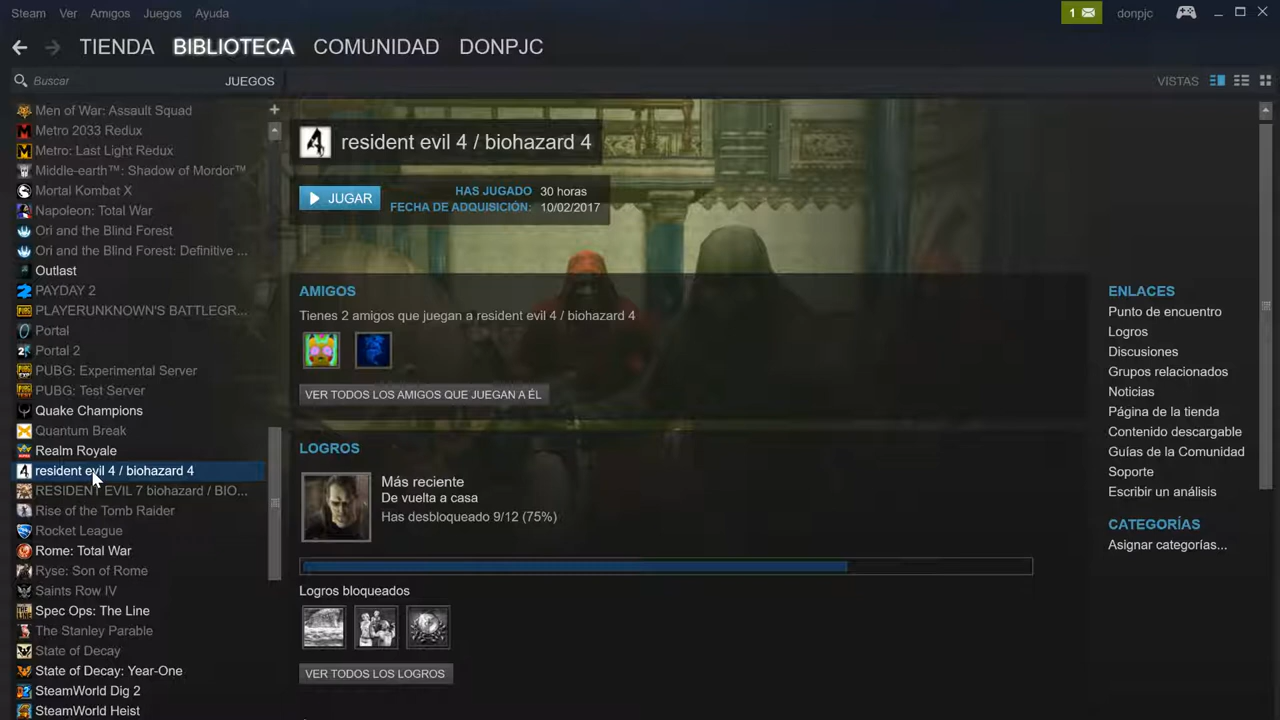 Steam Ver Amigos Juegos Ayuda 1 donpjc
TIENDA BIBLIOTECA COMUNIDAD DONPJC
Buscar JUEGOS VISTAS
Men of War: Assault Squad
Metro 2033 Redux
Metro: Last Light Redux
Middle-earth™: Shadow of Mordor™
Mortal Kombat X
Napoleon: Total War
Ori and the Blind Forest
Ori and the Blind Forest: Definitive ...
Outlast
PAYDAY 2
PLAYERUNKNOWN'S BATTLEGR...
Portal
Portal 2
PUBG: Experimental Server
PUBG: Test Server
Quake Champions
Quantum Break
Realm Royale
resident evil 4 / biohazard 4
RESIDENT EVIL 7 biohazard / BIO...
Rise of the Tomb Raider
Rocket League
Rome: Total War
Ryse: Son of Rome
Saints Row IV
Spec Ops: The Line
The Stanley Parable
State of Decay
State of Decay: Year-One
SteamWorld Dig 2
SteamWorld Heist
resident evil 4 / biohazard 4
JUGAR
HAS JUGADO 30 horas
FECHA DE ADQUISICIÓN: 10/02/2017
AMIGOS
Tienes 2 amigos que juegan a resident evil 4 / biohazard 4
VER TODOS LOS AMIGOS QUE JUEGAN A ÉL
LOGROS
Más reciente
De vuelta a casa
Has desbloqueado 9/12 (75%)
Logros bloqueados
VER TODOS LOS LOGROS
ENLACES
Punto de encuentro
Logros
Discusiones
Grupos relacionados
Noticias
Página de la tienda
Contenido descargable
Guías de la Comunidad
Soporte
Escribir un análisis
CATEGORÍAS
Asignar categorías...